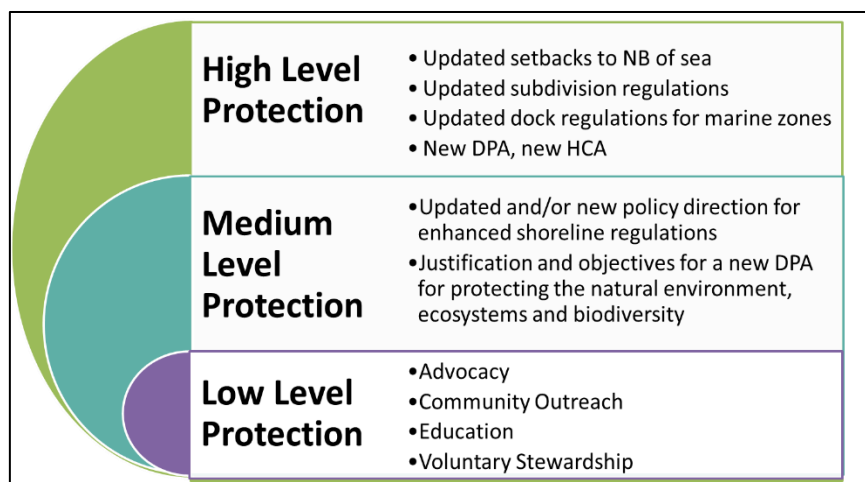 High Level
Protection
• Updated setbacks to NB of sea
• Updated subdivision regulations
• Updated dock regulations for marine zones
• New DPA, new HCA
Medium
Level
Protection
•Updated and/or new policy direction for
enhanced shoreline regulations
•Justification and objectives for a new DPA
for protecting the natural environment,
ecosystems and biodiversity
Low Level
Protection
•Advocacy
•Community Outreach
•Education
•Voluntary Stewardship